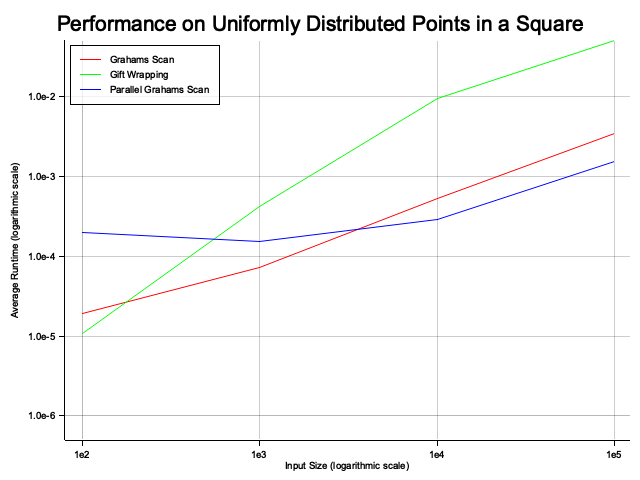 Performance on Uniformly Distributed Points in a Square
Grahams Scan
Gift Wrapping
Parallel Grahams Scan
1.0e-2
1.0e-3
1.0e-4
1.0e-5
1.0e-6
Average Runtime (logarithmic scale)
1e2
1e3
1e4
1e5
Input Size (logarithmic scale)